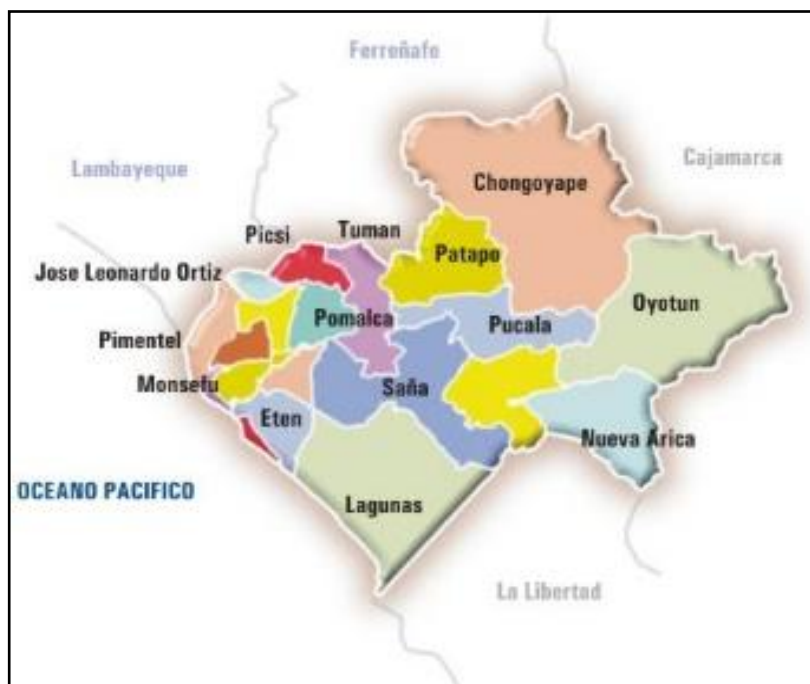 Ferreñafe
Lambayeque
Cajamarca
Chongoyape
Picsi
Tuman
Patapo
Jose Leonardo Ortiz
Oyotun
Pomalca
Pucala
Pimentel
Monsefu
Saña
Eten
Nueva Arica
OCEANO PACIFICO
Lagunas
La Libertad